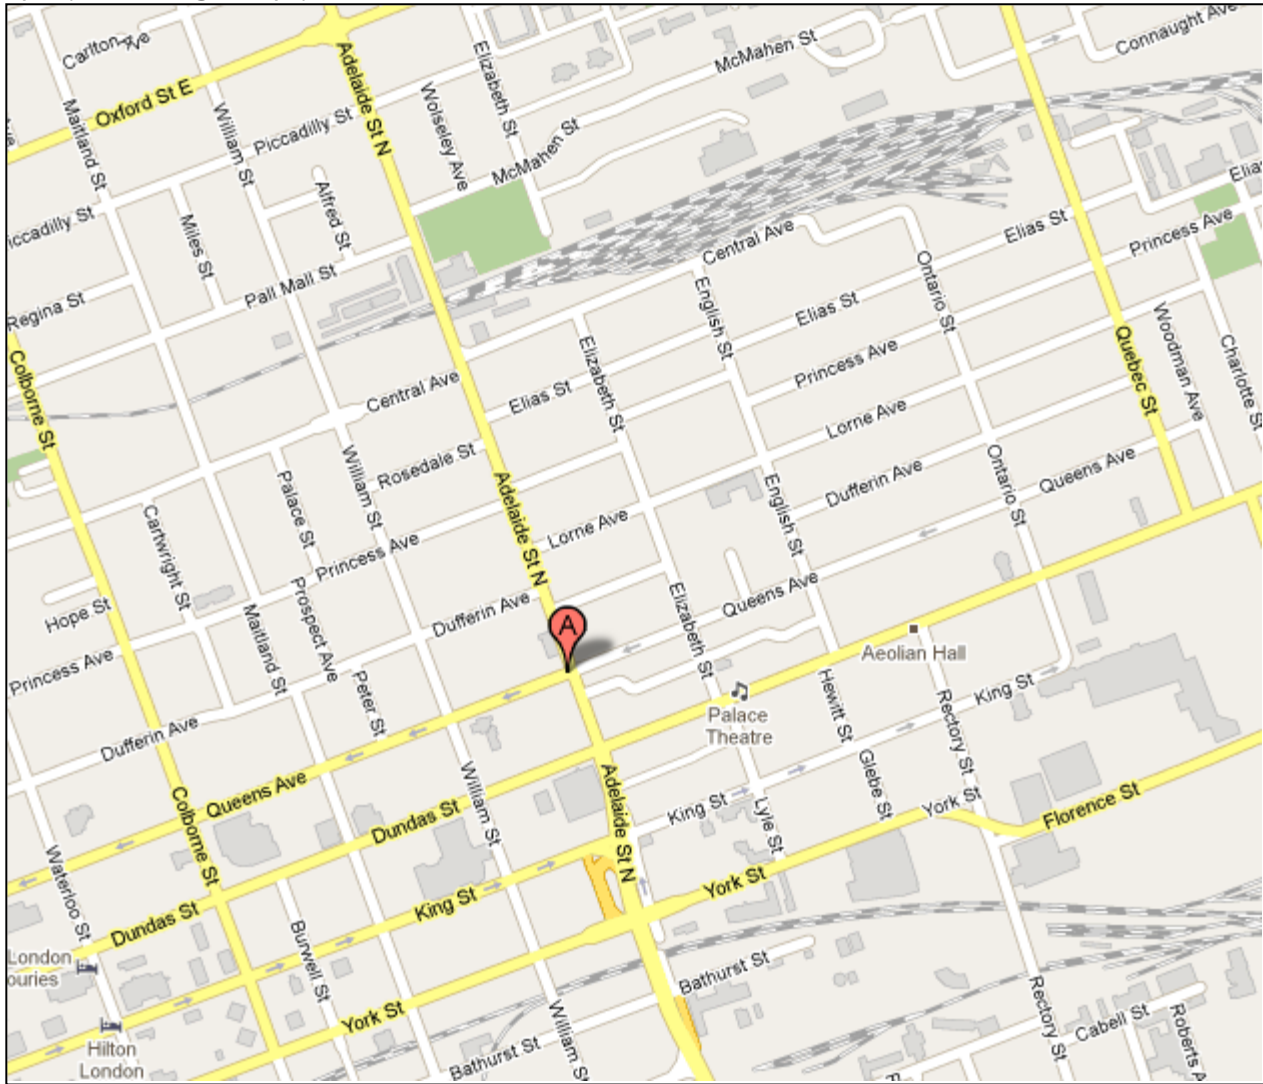 Carlton Ave
Oxford St E
Adelaide St N
Elizabeth St
McMahen St
Connaught Ave
Maitland St
William St
Piccadilly St
Wolseley Ave
McMahen St
Alfred St
Miles St
iccadilly St
Pall Mall St
Regina St
Central Ave
Elias St
Elias
Princess Ave
Ontario St
English St
Elias St
Quebec St
Woodman Ave
Charlotte St
Colborne St
Elizabeth St
Princess Ave
Central Ave
Elias St
Lorne Ave
Rosedale St
William St
Palace St
Adelaide St N
Dufferin Ave
Ontario St
Queens Ave
English St
Cartwright St
Princess Ave
Lorne Ave
Hope St
Prospect Ave
Dufferin Ave
Elizabeth St
Queens Ave
Maitland St
A
Aeolian Hall
Princess Ave
Peter St
King St
Hewitt St
Rectory St
Palace
Theatre
Dufferin Ave
Queens Ave
William St
Adelaide St N
Dundas St
King St
Lyle St
Glebe St
York St
Florence St
Colborne St
Waterloo St
Dundas St
King St
York St
Burwell St
London
ouries
Bathurst St
York St
William St
Rectory St
Cabell St
Roberts A
Hilton
London
Bathurst St